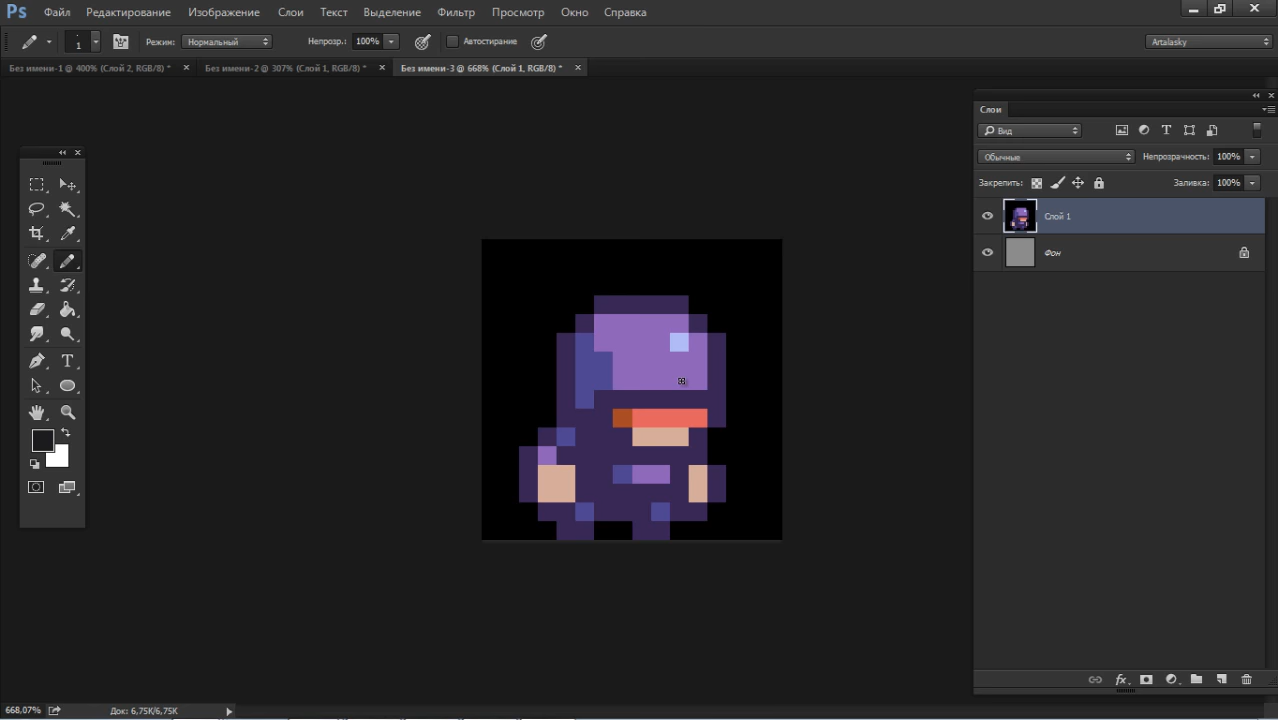 Ps Файл Редактирование Изображение Слои Текст Выделение Фильтр Просмотр Окно Справка
1 Режим: Нормальный Непрозр.: 100% Автостирание Artalasky
Без имени-1 @ 400% (Слой 2, RGB/8) * Без имени-2 @ 307% (Слой 1, RGB/8) * Без имени-3 @ 668% (Слой 1, RGB/8) *
Слои
Вид
Обычные Непрозрачность: 100%
Закрепить: Заливка: 100%
Слой 1
Фон
668,07% Док: 6,75K/6,75K